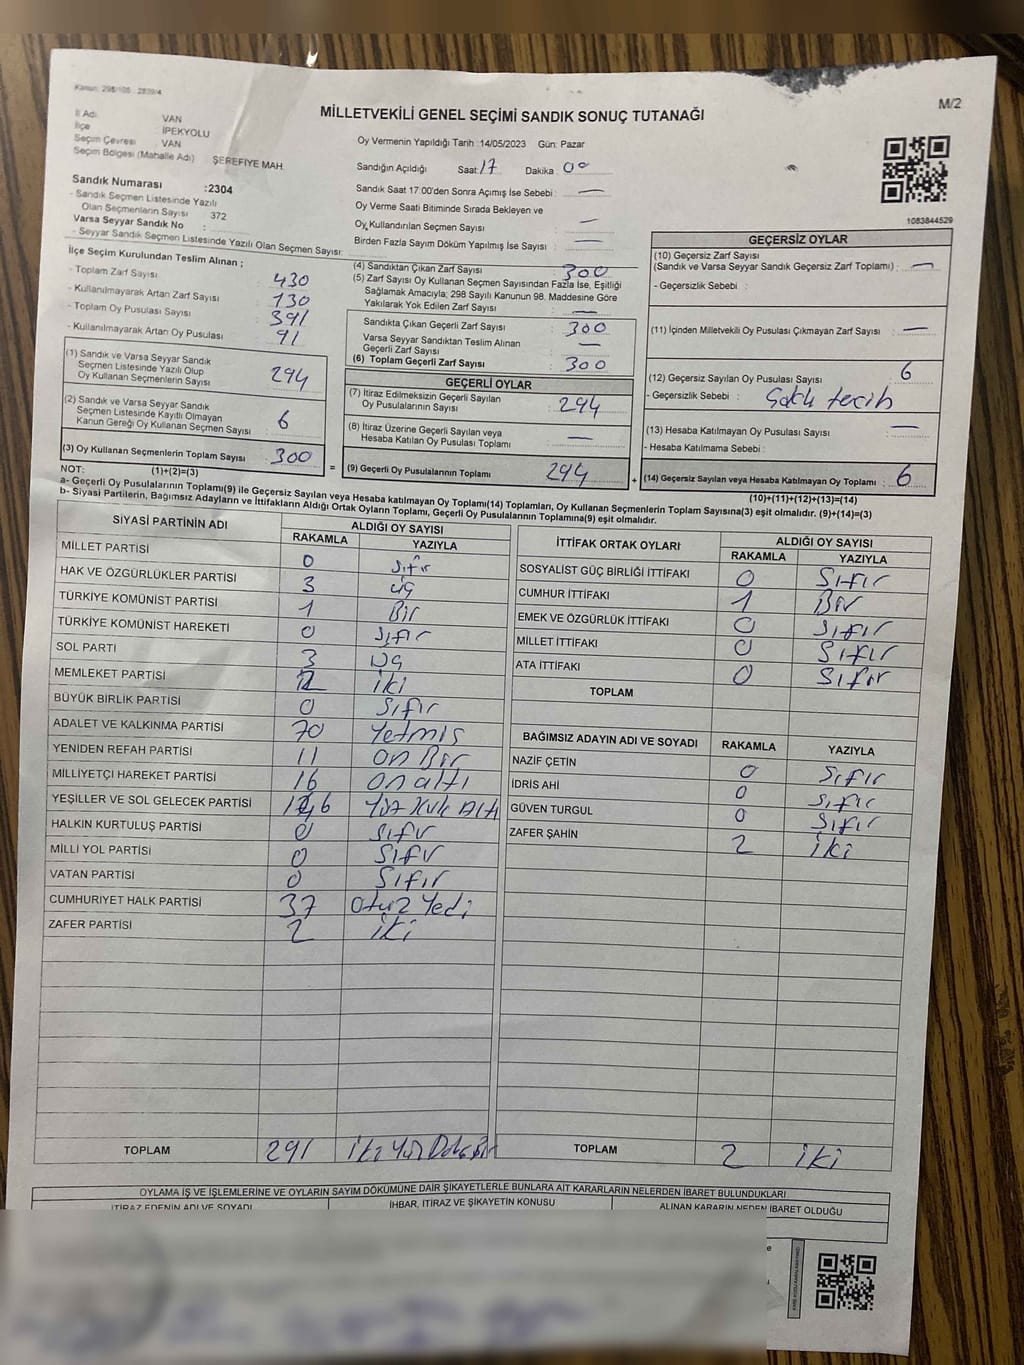 Kanun: 298/105 : 2839/4
M/2
MİLLETVEKİLİ GENEL SEÇİMİ SANDIK SONUÇ TUTANAĞI
İl Adı : VAN
İlçe : İPEKYOLU
Seçim Çevresi : VAN
Seçim Bölgesi (Mahalle Adı) : ŞEREFİYE MAH.
Sandık Numarası :2304
- Sandık Seçmen Listesinde Yazılı
Olan Seçmenlerin Sayısı : 372
Varsa Seyyar Sandık No :
- Seyyar Sandık Seçmen Listesinde Yazılı Olan Seçmen Sayısı:
Oy Vermenin Yapıldığı Tarih :14/05/2023 Gün: Pazar
Sandığın Açıldığı Saat: 17 Dakika : 00
Sandık Saat 17.00'den Sonra Açımış İse Sebebi : —
Oy Verme Saati Bitiminde Sırada Bekleyen ve
Oy Kullandırılan Seçmen Sayısı : —
Birden Fazla Sayım Döküm Yapılmış İse Sayısı : —
1083844529
İlçe Seçim Kurulundan Teslim Alınan ;
- Toplam Zarf Sayısı : 430
- Kullanılmayarak Artan Zarf Sayısı : 130
- Toplam Oy Pusulası Sayısı : 391
- Kullanılmayarak Artan Oy Pusulası : 91
(1) Sandık ve Varsa Seyyar Sandık
Seçmen Listesinde Yazılı Olup
Oy Kullanan Seçmenlerin Sayısı : 294
(2) Sandık ve Varsa Seyyar Sandık
Seçmen Listesinde Kayıtlı Olmayan
Kanun Gereği Oy Kullanan Seçmen Sayısı : 6
(3) Oy Kullanan Seçmenlerin Toplam Sayısı : 300
(1)+(2)=(3)
(4) Sandıktan Çıkan Zarf Sayısı : 300
(5) Zarf Sayısı Oy Kullanan Seçmen Sayısından Fazla İse, Eşitliği
Sağlamak Amacıyla; 298 Sayılı Kanunun 98. Maddesine Göre
Yakılarak Yok Edilen Zarf Sayısı : —
Sandıkta Çıkan Geçerli Zarf Sayısı : 300
Varsa Seyyar Sandıktan Teslim Alınan
Geçerli Zarf Sayısı : —
(6) Toplam Geçerli Zarf Sayısı : 300
GEÇERLİ OYLAR
(7) İtiraz Edilmeksizin Geçerli Sayılan
Oy Pusulalarının Sayısı : 294
(8) İtiraz Üzerine Geçerli Sayılan veya
Hesaba Katılan Oy Pusulası Toplamı : —
= (9) Geçerli Oy Pusulalarının Toplamı : 294 +
GEÇERSİZ OYLAR
(10) Geçersiz Zarf Sayısı
(Sandık ve Varsa Seyyar Sandık Geçersiz Zarf Toplamı) : —
- Geçersizlik Sebebi :
(11) İçinden Milletvekili Oy Pusulası Çıkmayan Zarf Sayısı : —
(12) Geçersiz Sayılan Oy Pusulası Sayısı : 6
- Geçersizlik Sebebi :
(13) Hesaba Katılmayan Oy Pusulası Sayısı : —
- Hesaba Katılmama Sebebi :
(14) Geçersiz Sayılan veya Hesaba Katılmayan Oy Toplamı : 6
(10)+(11)+(12)+(13)=(14)
NOT:
a- Geçerli Oy Pusulalarının Toplamı(9) ile Geçersiz Sayılan veya Hesaba katılmayan Oy Toplamı(14) Toplamları, Oy Kullanan Seçmenlerin Toplam Sayısına(3) eşit olmalıdır. (9)+(14)=(3)
b- Siyasi Partilerin, Bağımsız Adayların ve İttifakların Aldığı Ortak Oyların Toplamı, Geçerli Oy Pusulalarının Toplamına(9) eşit olmalıdır.
SİYASİ PARTİNİN ADI ALDIĞI OY SAYISI
RAKAMLA YAZIYLA
MİLLET PARTİSİ 0 sıfır
HAK VE ÖZGÜRLÜKLER PARTİSİ 3 üç
TÜRKİYE KOMÜNİST PARTİSİ 1 Bir
TÜRKİYE KOMÜNİST HAREKETİ 0 sıfır
SOL PARTİ 3 üç
MEMLEKET PARTİSİ 2 iki
BÜYÜK BİRLİK PARTİSİ 0 sıfır
ADALET VE KALKINMA PARTİSİ 70 Yetmiş
YENİDEN REFAH PARTİSİ 11 on Bir
MİLLİYETÇİ HAREKET PARTİSİ 16 on altı
YEŞİLLER VE SOL GELECEK PARTİSİ 146 Yüz Kırk Altı
HALKIN KURTULUŞ PARTİSİ 0 sıfır
MİLLİ YOL PARTİSİ 0 sıfır
VATAN PARTİSİ 0 sıfır
CUMHURİYET HALK PARTİSİ 37 otuz Yedi
ZAFER PARTİSİ 2 iki
TOPLAM 291 iki Yüz Doksan Bir
İTTİFAK ORTAK OYLARI ALDIĞI OY SAYISI
RAKAMLA YAZIYLA
SOSYALİST GÜÇ BİRLİĞİ İTTİFAKI 0 sıfır
CUMHUR İTTİFAKI 1 Bir
EMEK VE ÖZGÜRLÜK İTTİFAKI 0 sıfır
MİLLET İTTİFAKI 0 sıfır
ATA İTTİFAKI 0 sıfır
TOPLAM
BAĞIMSIZ ADAYIN ADI VE SOYADI RAKAMLA YAZIYLA
NAZİF ÇETİN 0 sıfır
İDRİS AHİ 0 sıfır
GÜVEN TURGUL 0 sıfır
ZAFER ŞAHİN 2 iki
TOPLAM 2 iki
OYLAMA İŞ VE İŞLEMLERİNE VE OYLARIN SAYIM DÖKÜMÜNE DAİR ŞİKAYETLERLE BUNLARA AİT KARARLARIN NELERDEN İBARET BULUNDUKLARI
İTİRAZ EDENİN ADI VE SOYADI İHBAR, İTİRAZ VE ŞİKAYETİN KONUSU ALINAN KARARIN NEDEN İBARET OLDUĞU